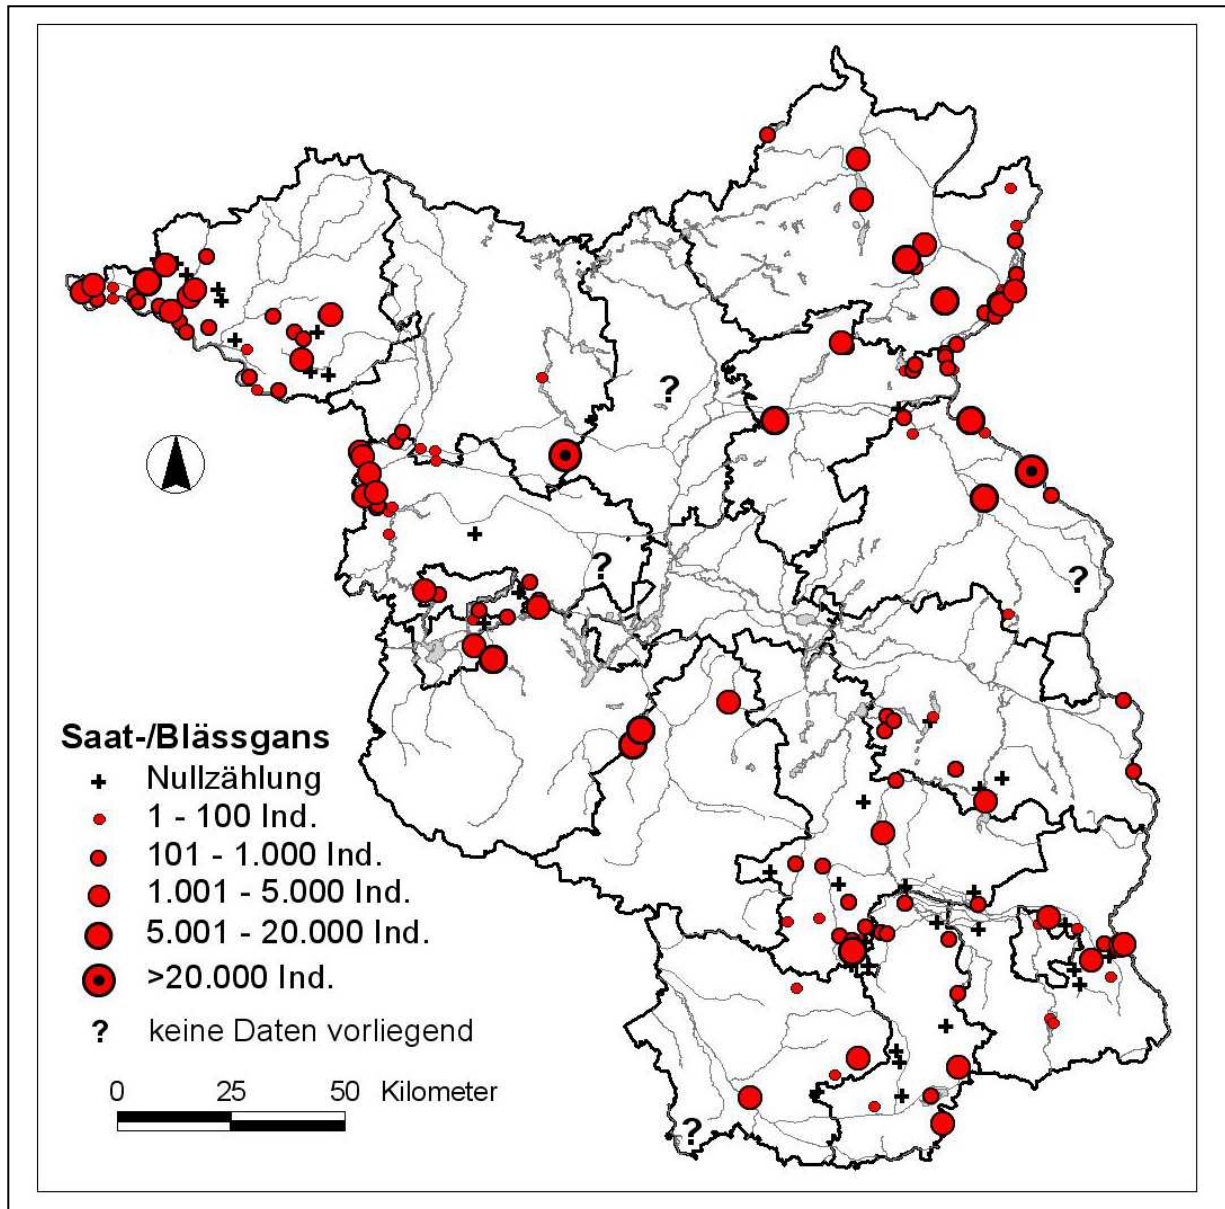 ?
?
?
Saat-/Blässgans
+ Nullzählung
1 - 100 Ind.
101 - 1.000 Ind.
1.001 - 5.000 Ind.
5.001 - 20.000 Ind.
>20.000 Ind.
? keine Daten vorliegend
0 25 50 Kilometer
?